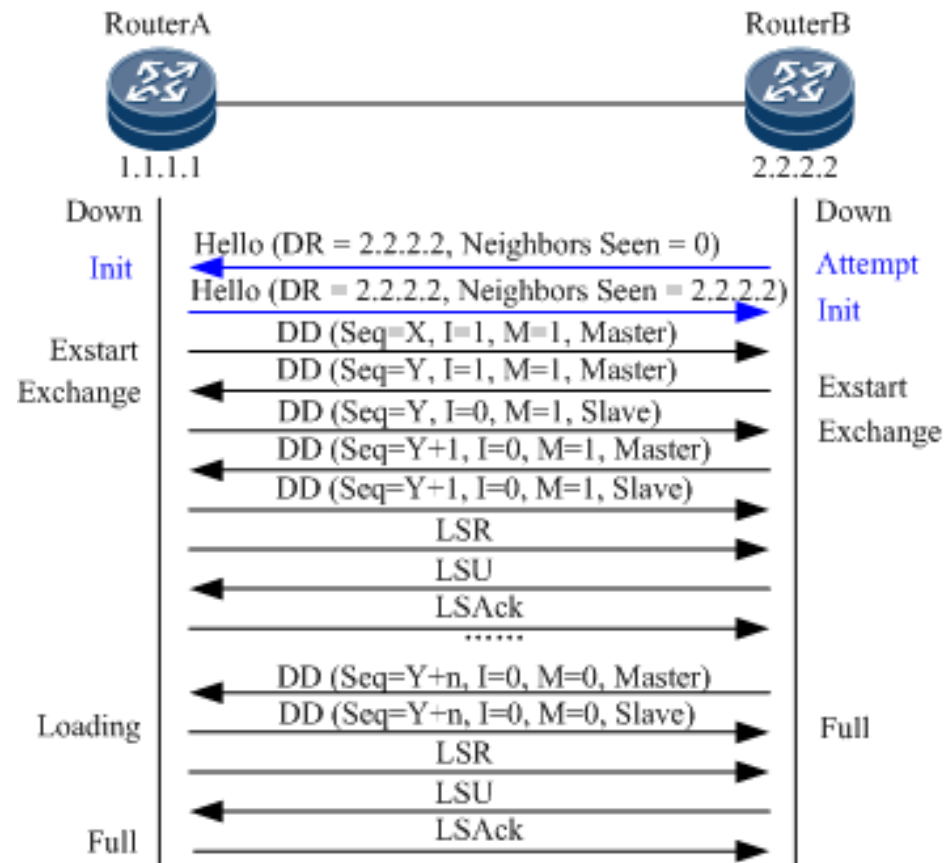 RouterA RouterB
1.1.1.1 2.2.2.2
Down Down
Hello (DR = 2.2.2.2, Neighbors Seen = 0)
Init Attempt
Hello (DR = 2.2.2.2, Neighbors Seen = 2.2.2.2)
Init
DD (Seq=X, I=1, M=1, Master)
Exstart
DD (Seq=Y, I=1, M=1, Master)
Exchange Exstart
DD (Seq=Y, I=0, M=1, Slave)
Exchange
DD (Seq=Y+1, I=0, M=1, Master)
DD (Seq=Y+1, I=0, M=1, Slave)
LSR
LSU
LSAck
......
DD (Seq=Y+n, I=0, M=0, Master)
DD (Seq=Y+n, I=0, M=0, Slave)
Loading Full
LSR
LSU
LSAck
Full